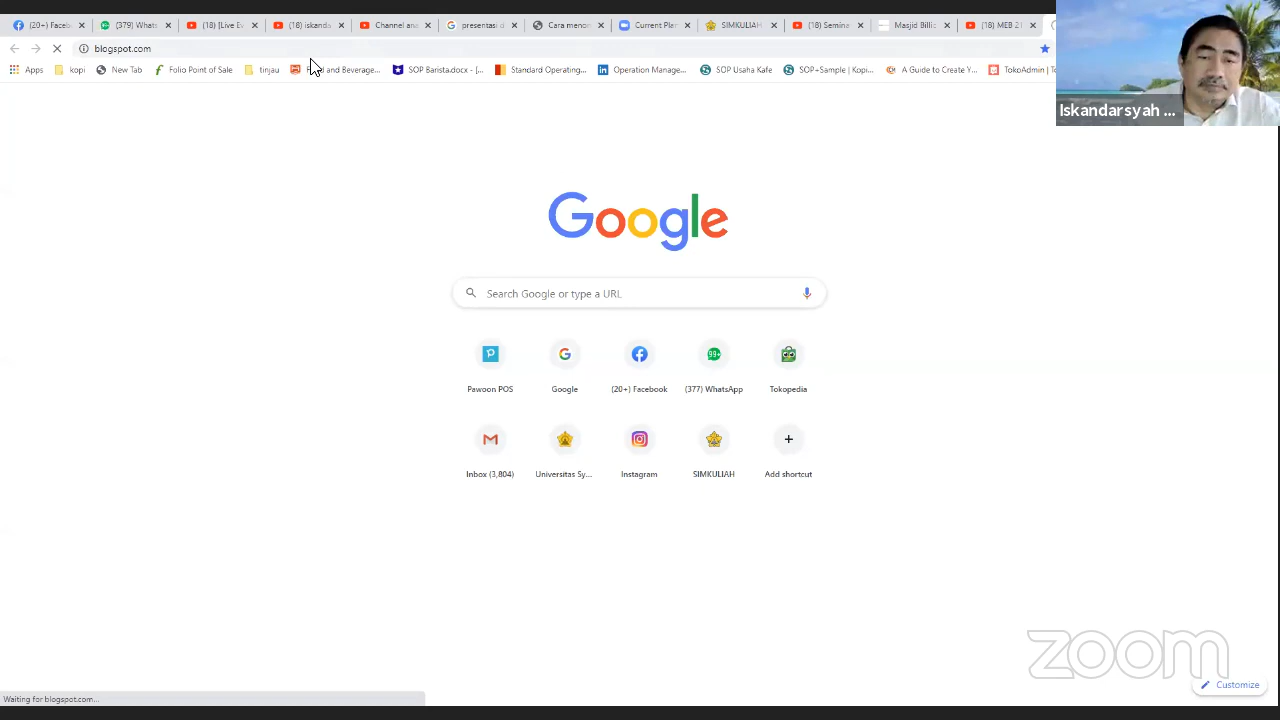 (20+) Faceb
(379) Whats
(18) [Live Ev
(18) iskanda
Channel ana
presentasi d
Cara menon
Current Plan
SIMKULIAH
(18) Semina
Masjid Billi
(18) MEB 2
blogspot.com
Apps
kopi
New Tab
Folio Point of Sale
tinjau
and Beverage...
SOP Barista.docx - (...
Standard Operating...
Operation Manage...
SOP Usaha Kafe
SOP+Sample | Kopi...
A Guide to Create Y...
TokoAdmin | To
Iskandarsyah ...
Google
Search Google or type a URL
Pawoon POS
Google
(20+) Facebook
(377) WhatsApp
Tokopedia
Inbox (3,804)
Universitas Sy...
Instagram
SIMKULIAH
Add shortcut
zoom
Customize
Waiting for blogspot.com...